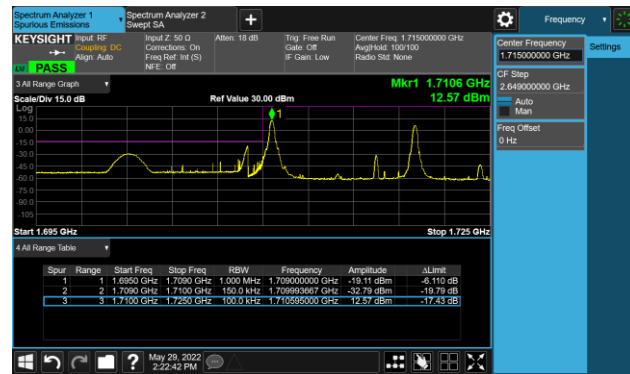 Spectrum Analyzer 1
Spurious Emissions
Spectrum Analyzer 2
Swept SA
Frequency
KEYSIGHT Input: RF
Coupling: DC
Align: Auto
Input Z: 50 Ω
Corrections: On
Freq Ref: Int (S)
NFE: Off
Atten: 18 dB
Trig: Free Run
Gate: Off
IF Gain: Low
Center Freq: 1.715000000 GHz
Avg|Hold: 100/100
Radio Std: None
PASS
Center Frequency
1.715000000 GHz
Settings
CF Step
2.649000000 GHz
Auto
Man
Freq Offset
0 Hz
3 All Range Graph
Mkr1 1.7106 GHz
12.57 dBm
Scale/Div 15.0 dB
Ref Value 30.00 dBm
Log
15.0
0.00
-15.0
-30.0
-45.0
-60.0
-75.0
-90.0
-105
1
Start 1.695 GHz
Stop 1.725 GHz
4 All Range Table
Spur Range Start Freq Stop Freq RBW Frequency Amplitude ΔLimit
1 1 1.6950 GHz 1.7090 GHz 1.000 MHz 1.709000000 GHz -19.11 dBm -6.110 dB
2 2 1.7090 GHz 1.7100 GHz 150.0 kHz 1.709993667 GHz -32.79 dBm -19.79 dB
3 3 1.7100 GHz 1.7250 GHz 100.0 kHz 1.710595000 GHz 12.57 dBm -17.43 dB
May 29, 2022
2:22:42 PM